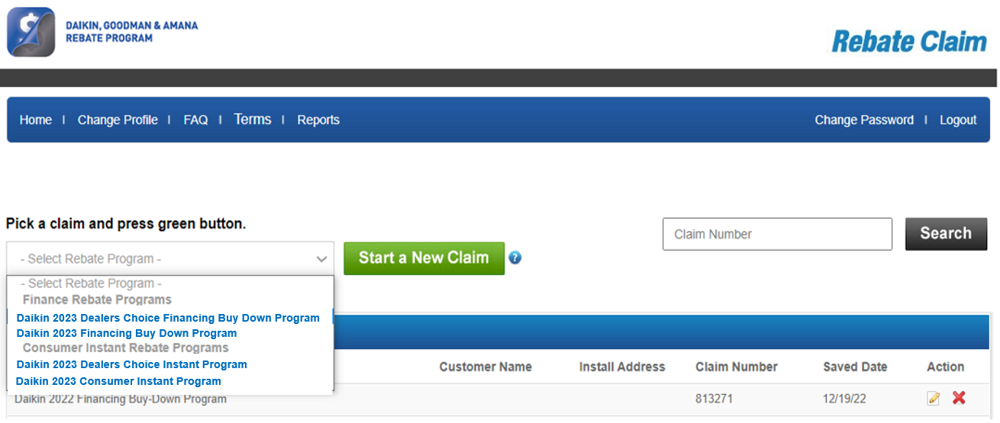 DAIKIN, GOODMAN & AMANA
REBATE PROGRAM
Rebate Claim
Home | Change Profile | FAQ | Terms | Reports
Change Password | Logout
Pick a claim and press green button.
- Select Rebate Program -
Start a New Claim
?
Claim Number
Search
- Select Rebate Program -
Finance Rebate Programs
Daikin 2023 Dealers Choice Financing Buy Down Program
Daikin 2023 Financing Buy Down Program
Consumer Instant Rebate Programs
Daikin 2023 Dealers Choice Instant Program
Daikin 2023 Consumer Instant Program
Customer Name Install Address Claim Number Saved Date Action
Daikin 2022 Financing Buy-Down Program 813271 12/19/22